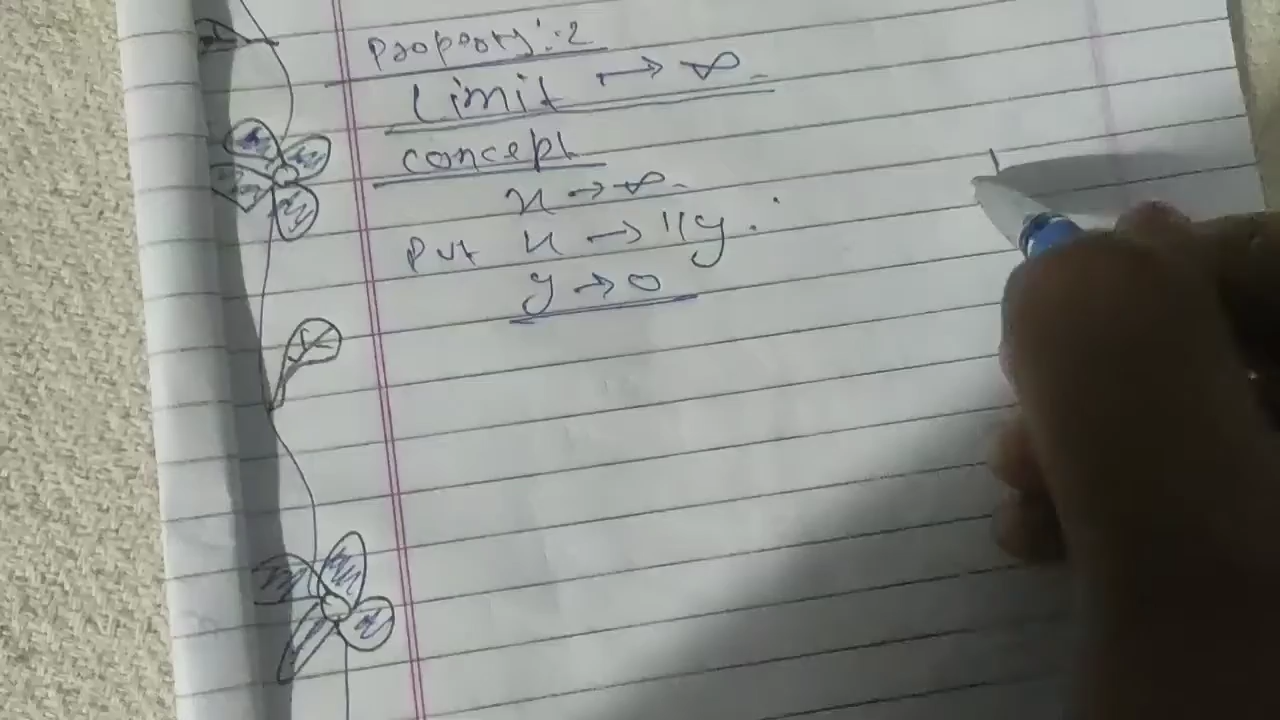 Property:-2
Limit → ∞
concept
x → ∞.
Put x → 1/y.
y → 0